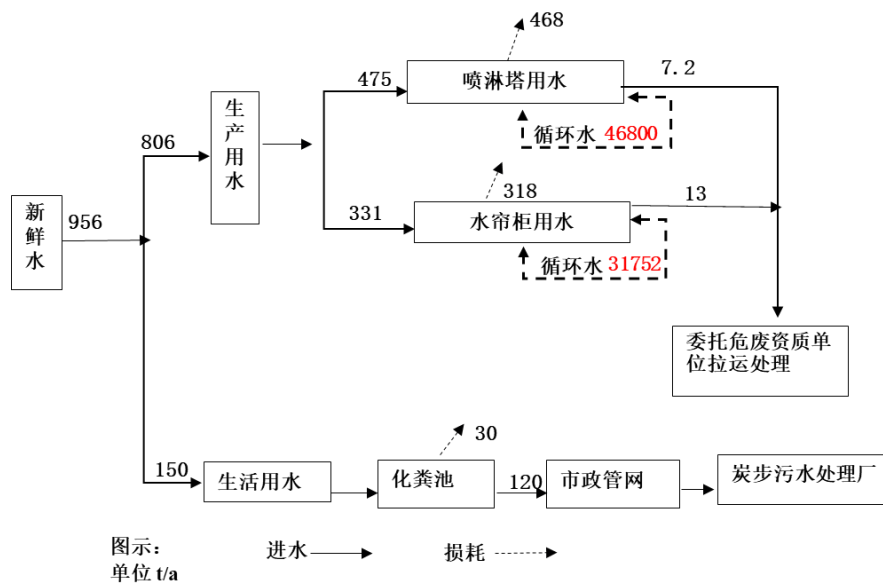 468
475
喷淋塔用水
7.2
循环水 46800
生产用水
806
新鲜水
956
318
331
水帘柜用水
13
循环水 31752
委托危废资质单
位拉运处理
30
150
生活用水
化粪池
120
市政管网
炭步污水处理厂
图示：
进水
损耗
单位 t/a